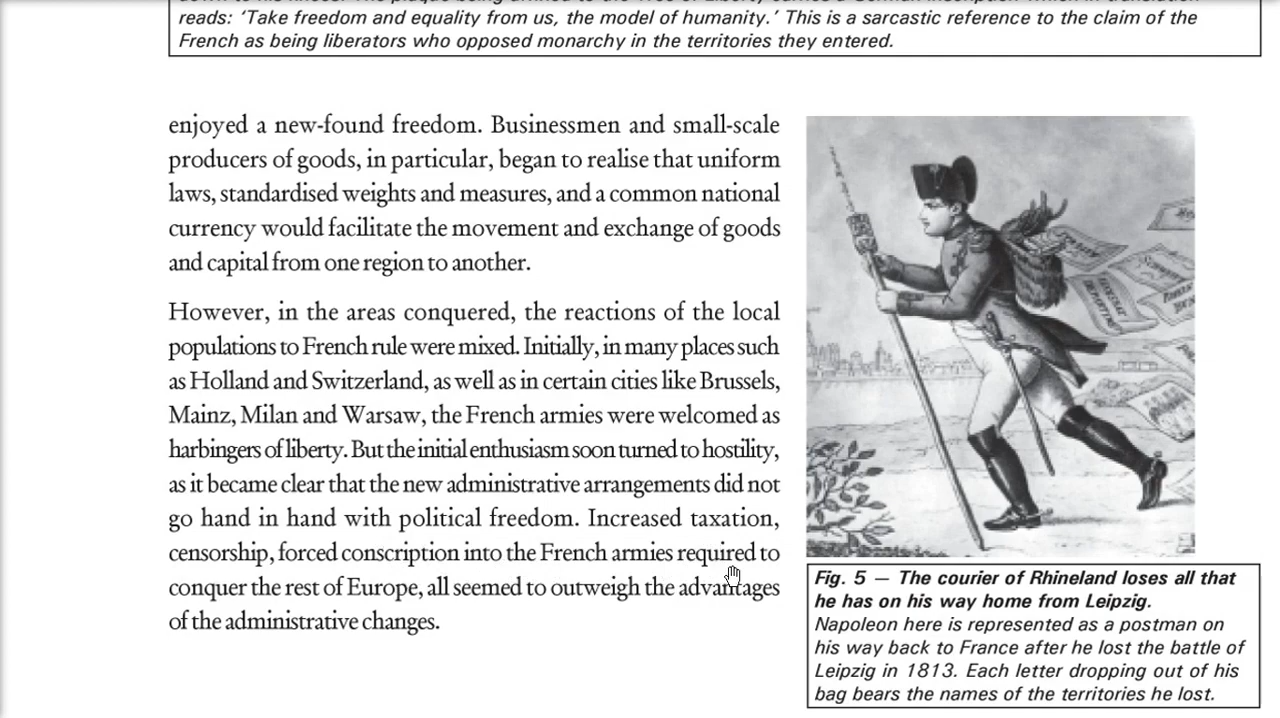 reads: ‘Take freedom and equality from us, the model of humanity.’ This is a sarcastic reference to the claim of the
French as being liberators who opposed monarchy in the territories they entered.
enjoyed a new-found freedom. Businessmen and small-scale
producers of goods, in particular, began to realise that uniform
laws, standardised weights and measures, and a common national
currency would facilitate the movement and exchange of goods
and capital from one region to another.
However, in the areas conquered, the reactions of the local
populations to French rule were mixed. Initially, in many places such
as Holland and Switzerland, as well as in certain cities like Brussels,
Mainz, Milan and Warsaw, the French armies were welcomed as
harbingers of liberty. But the initial enthusiasm soon turned to hostility,
as it became clear that the new administrative arrangements did not
go hand in hand with political freedom. Increased taxation,
censorship, forced conscription into the French armies required to
conquer the rest of Europe, all seemed to outweigh the advantages
of the administrative changes.
Fig. 5 — The courier of Rhineland loses all that
he has on his way home from Leipzig.
Napoleon here is represented as a postman on
his way back to France after he lost the battle of
Leipzig in 1813. Each letter dropping out of his
bag bears the names of the territories he lost.